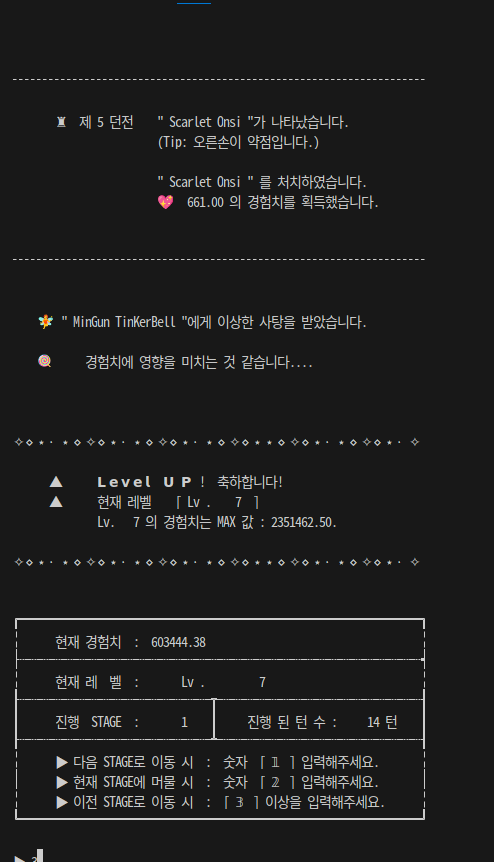 제 5 던전 " Scarlet Onsi "가 나타났습니다.
(Tip: 오른손이 약점입니다.)
" Scarlet Onsi " 를 처치하였습니다.
661.00 의 경험치를 획득했습니다.
" MinGun TinKerBell "에게 이상한 사탕을 받았습니다.
경험치에 영향을 미치는 것 같습니다....
Level UP ! 축하합니다!
현재 레벨 「 Lv . 7 」
Lv. 7 의 경험치는 MAX 값 : 2351462.50.
현재 경험치 : 603444.38
현재 레 벨 : Lv . 7
진행 STAGE : 1 진행 된 턴 수 : 14 턴
▶ 다음 STAGE로 이동 시 : 숫자 「 1 」 입력해주세요.
▶ 현재 STAGE에 머물 시 : 숫자 「 2 」 입력해주세요.
▶ 이전 STAGE로 이동 시 : 「 3 」 이상을 입력해주세요.